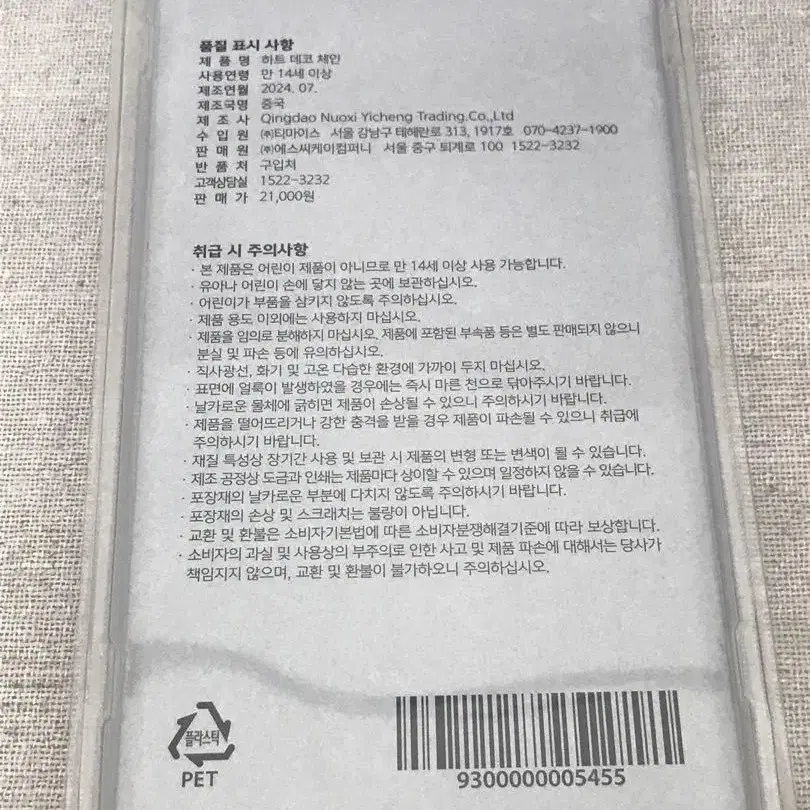 품질 표시 사항
제 품 명 하트 데코 체인
사용연령 만 14세 이상
제조연월 2024. 07.
제조국명 중국
제 조 사 Qingdao Nuoxi Yicheng Trading.Co.,Ltd
수 입 원 ㈜티마이스 서울 강남구 테헤란로 313, 1917호 070-4237-1900
판 매 원 ㈜에스씨케이컴퍼니 서울 중구 퇴계로 100 1522-3232
반 품 처 구입처
고객상담실 1522-3232
판 매 가 21,000원
취급 시 주의사항
· 본 제품은 어린이 제품이 아니므로 만 14세 이상 사용 가능합니다.
· 유아나 어린이 손에 닿지 않는 곳에 보관하십시오.
· 어린이가 부품을 삼키지 않도록 주의하십시오.
· 제품 용도 이외에는 사용하지 마십시오.
· 제품을 임의로 분해하지 마십시오. 제품에 포함된 부속품 등은 별도 판매되지 않으니
분실 및 파손 등에 유의하십시오.
· 직사광선, 화기 및 고온 다습한 환경에 가까이 두지 마십시오.
· 표면에 얼룩이 발생하였을 경우에는 즉시 마른 천으로 닦아주시기 바랍니다.
· 날카로운 물체에 긁히면 제품이 손상될 수 있으니 주의하시기 바랍니다.
· 제품을 떨어뜨리거나 강한 충격을 받을 경우 제품이 파손될 수 있으니 취급에
주의하시기 바랍니다.
· 재질 특성상 장기간 사용 및 보관 시 제품의 변형 또는 변색이 될 수 있습니다.
· 제조 공정상 도금과 인쇄는 제품마다 상이할 수 있으며 일정하지 않을 수 있습니다.
· 포장재의 날카로운 부분에 다치지 않도록 주의하시기 바랍니다.
· 포장재의 손상 및 스크래치는 불량이 아닙니다.
· 교환 및 환불은 소비자기본법에 따른 소비자분쟁해결기준에 따라 보상합니다.
· 소비자의 과실 및 사용상의 부주의로 인한 사고 및 제품 파손에 대해서는 당사가
책임지지 않으며, 교환 및 환불이 불가하오니 주의하십시오.
플라스틱
PET
9300000005455